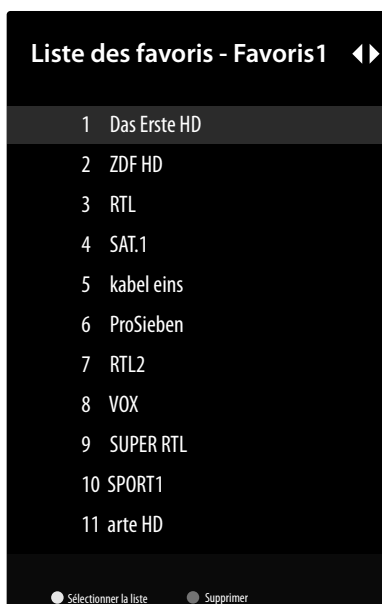 Liste des favoris - Favoris1
1 Das Erste HD
2 ZDF HD
3 RTL
4 SAT.1
5 kabel eins
6 ProSieben
7 RTL2
8 VOX
9 SUPER RTL
10 SPORT1
11 arte HD
Sélectionner la liste Supprimer